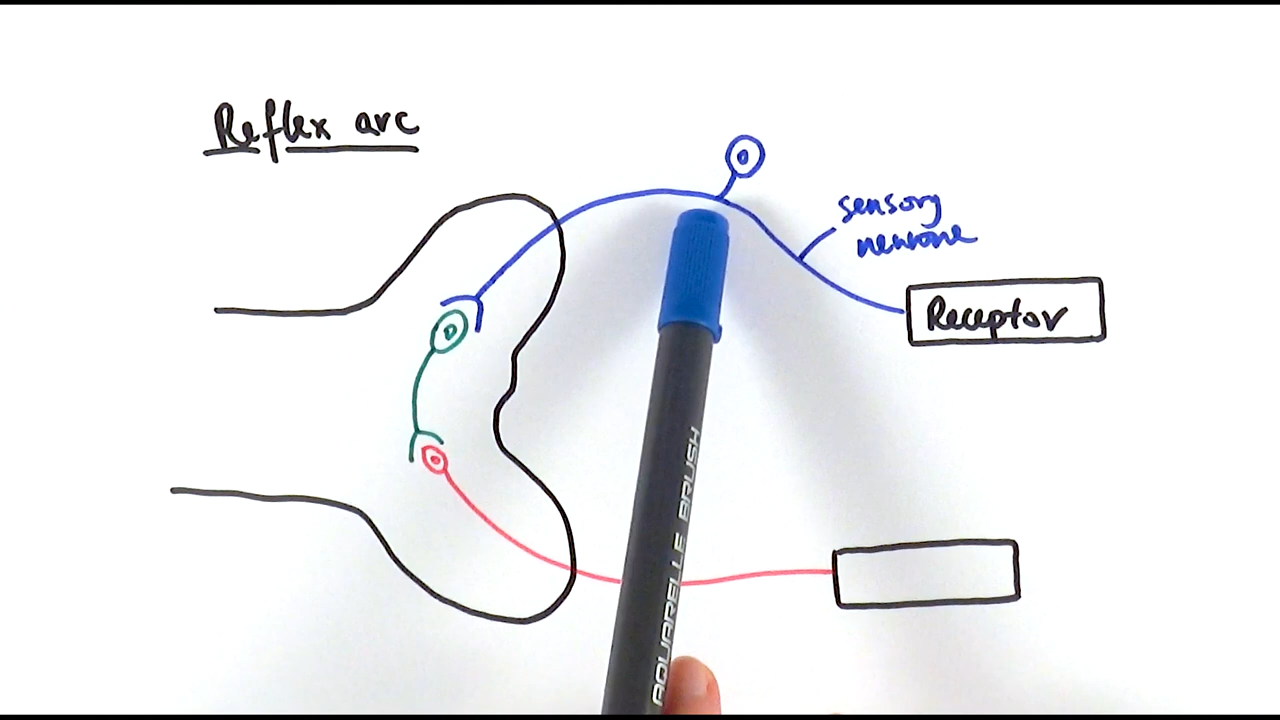 Reflex arc
sensory
neurone
Receptor
AQUARELLE BRUSH